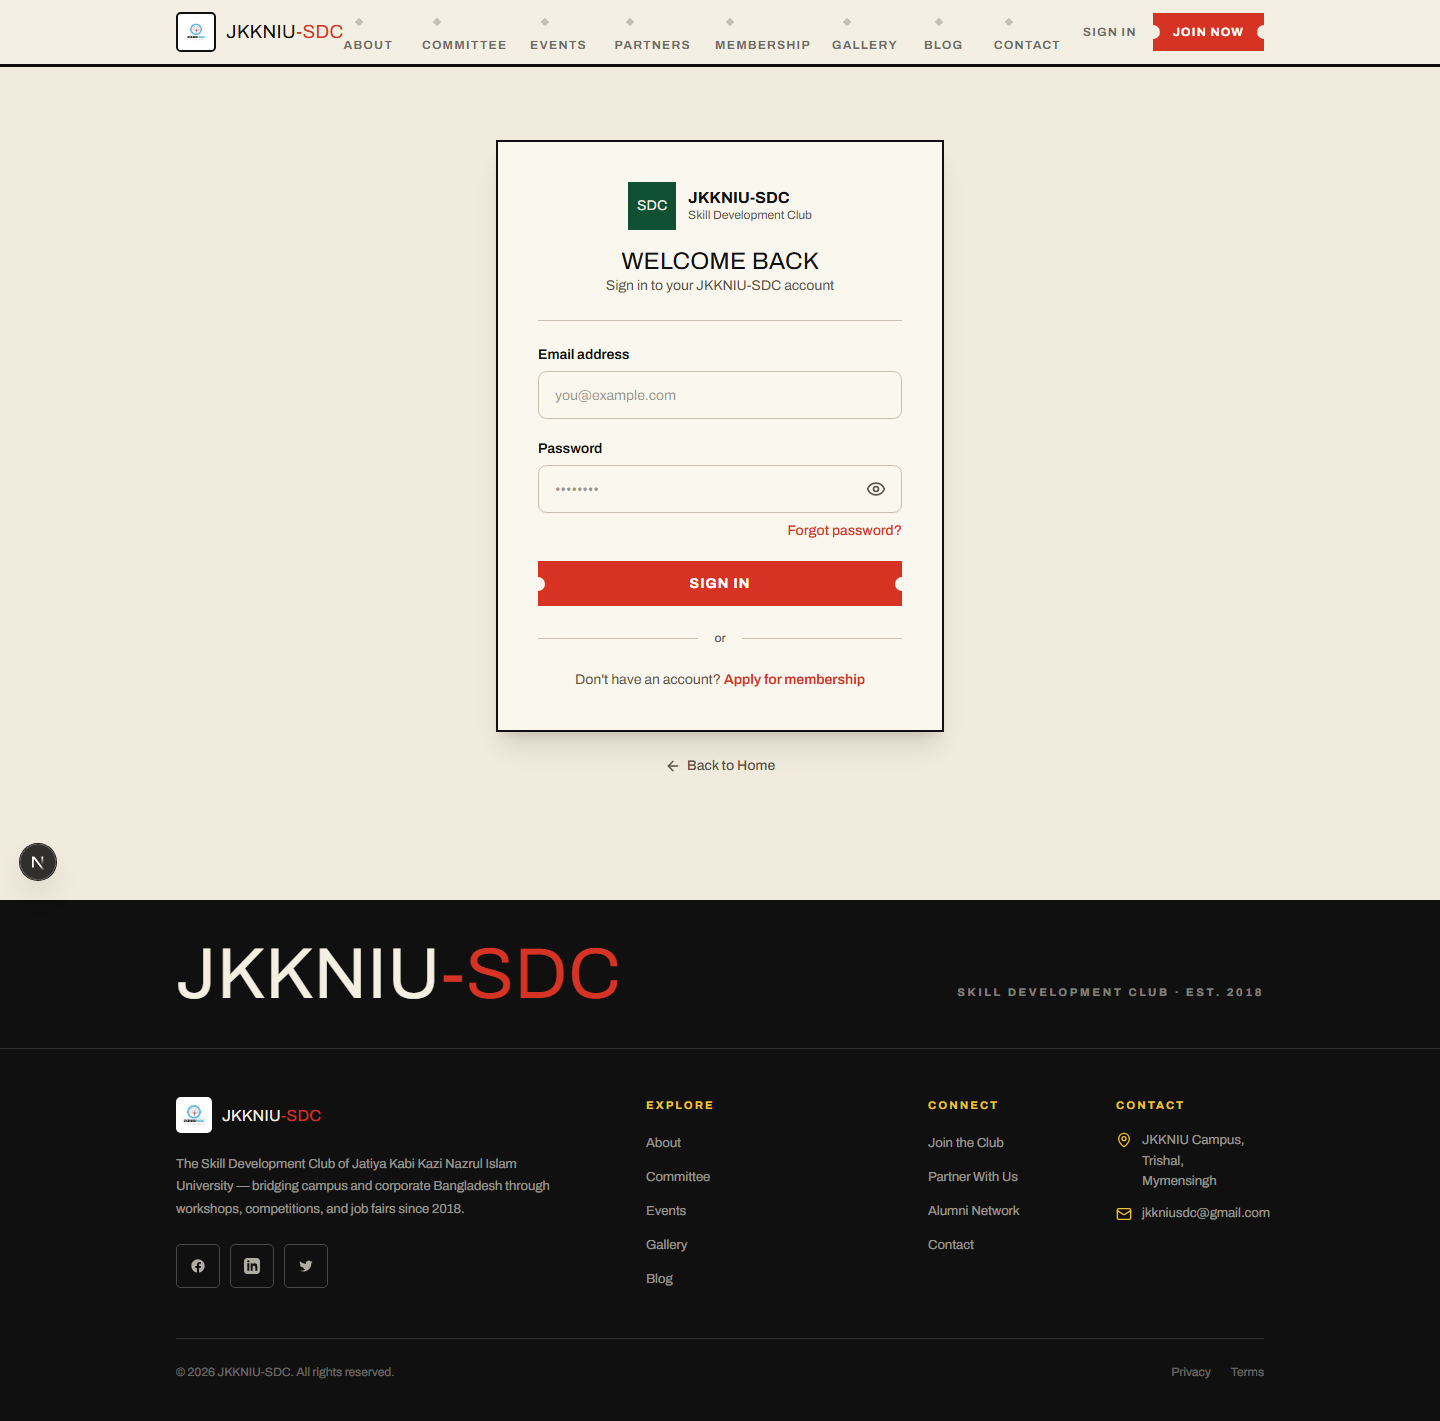 JKKNIU-SDC
ABOUT COMMITTEE EVENTS PARTNERS MEMBERSHIP GALLERY BLOG CONTACT
SIGN IN
JOIN NOW
SDC
JKKNIU-SDC
Skill Development Club
WELCOME BACK
Sign in to your JKKNIU-SDC account
Email address
you@example.com
Password
••••••••
Forgot password?
SIGN IN
or
Don't have an account? Apply for membership
Back to Home
N
JKKNIU-SDC
SKILL DEVELOPMENT CLUB · EST. 2018
JKKNIU-SDC
The Skill Development Club of Jatiya Kabi Kazi Nazrul Islam
University — bridging campus and corporate Bangladesh through
workshops, competitions, and job fairs since 2018.
EXPLORE
About
Committee
Events
Gallery
Blog
CONNECT
Join the Club
Partner With Us
Alumni Network
Contact
CONTACT
JKKNIU Campus,
Trishal,
Mymensingh
jkkniusdc@gmail.com
© 2026 JKKNIU-SDC. All rights reserved.
Privacy Terms